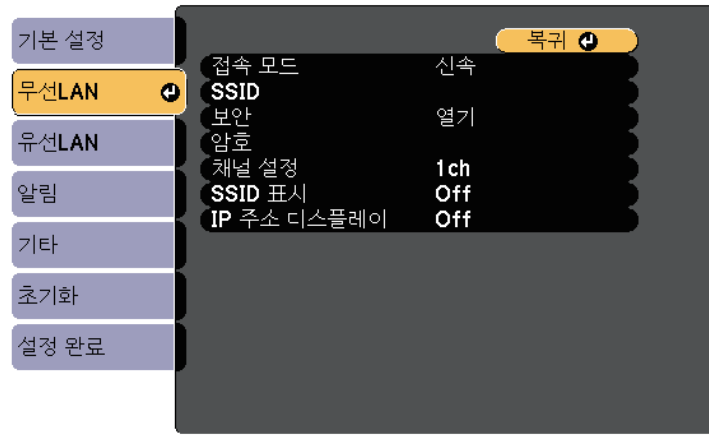 기본 설정
무선LAN
유선LAN
알림
기타
초기화
설정 완료
복귀
접속 모드 신속
SSID
보안 열기
암호
채널 설정 1ch
SSID 표시 Off
IP 주소 디스플레이 Off